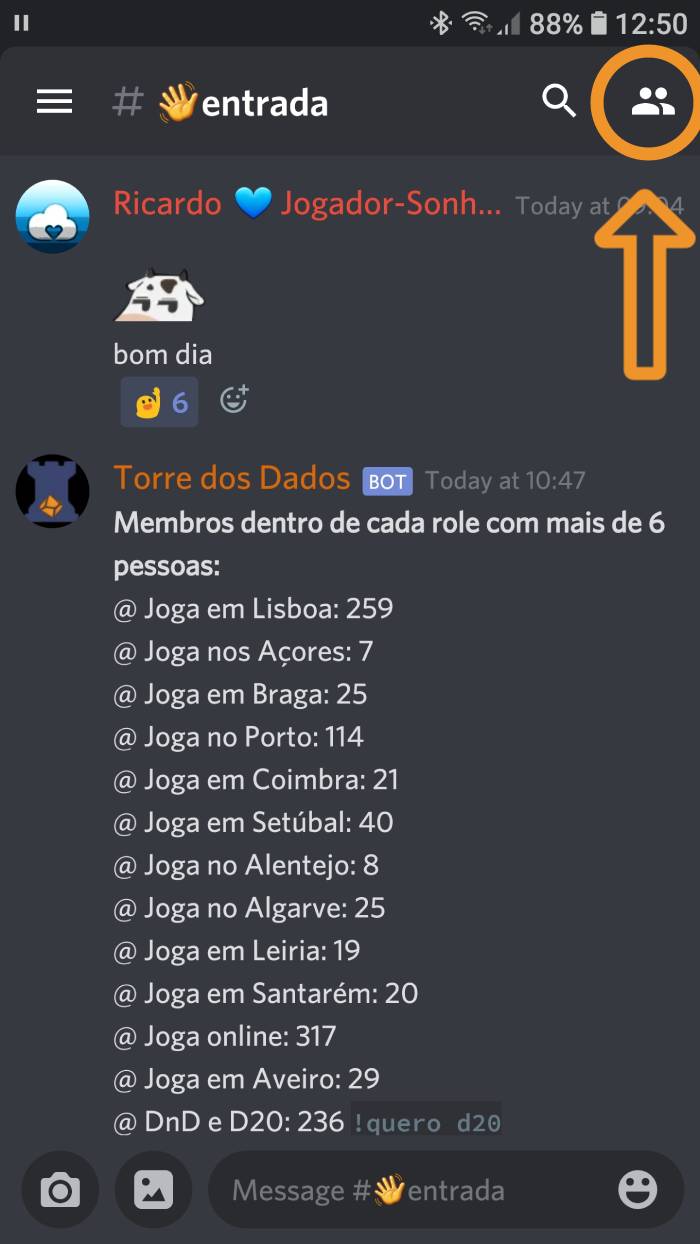 88% 12:50
# 👋entrada
Ricardo 💙 Jogador-Sonh... Today at
bom dia
6
Torre dos Dados BOT Today at 10:47
Membros dentro de cada role com mais de 6
pessoas:
@ Joga em Lisboa: 259
@ Joga nos Açores: 7
@ Joga em Braga: 25
@ Joga no Porto: 114
@ Joga em Coimbra: 21
@ Joga em Setúbal: 40
@ Joga no Alentejo: 8
@ Joga no Algarve: 25
@ Joga em Leiria: 19
@ Joga em Santarém: 20
@ Joga online: 317
@ Joga em Aveiro: 29
@ DnD e D20: 236 !quero d20
Message #👋entrada